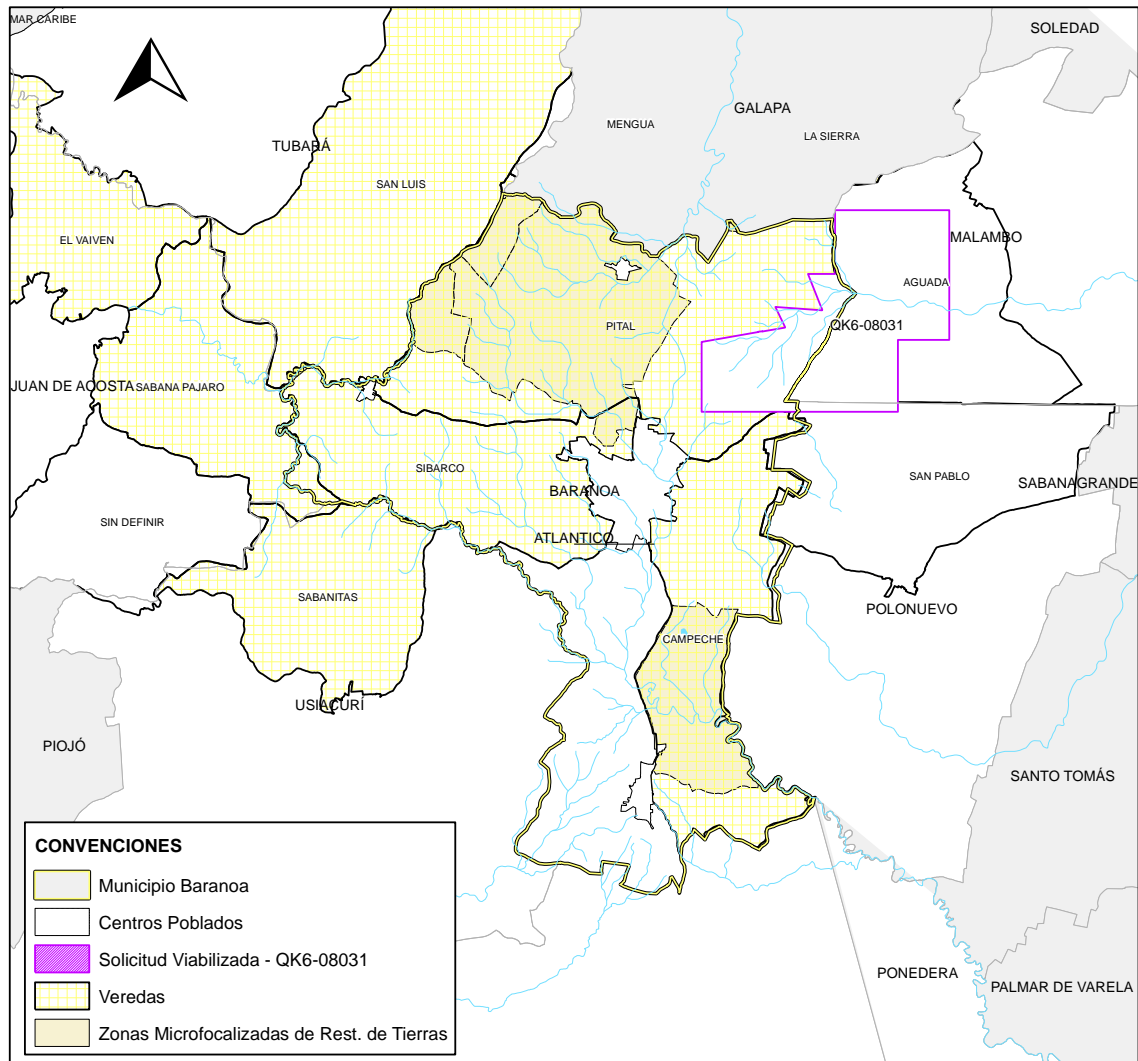 MAR CARIBE
SOLEDAD
GALAPA
MENGUA
LA SIERRA
TUBARÁ
SAN LUIS
EL VAIVEN
MALAMBO
AGUADA
PITAL
QK6-08031
JUAN DE ACOSTA
SABANA PAJARO
SIBARCO
SAN PABLO
SABANAGRANDE
BARANOA
SIN DEFINIR
ATLANTICO
SABANITAS
POLONUEVO
CAMPECHE
USIACURÍ
PIOJÓ
SANTO TOMÁS
PONEDERA
PALMAR DE VARELA
CONVENCIONES
Municipio Baranoa
Centros Poblados
Solicitud Viabilizada - QK6-08031
Veredas
Zonas Microfocalizadas de Rest. de Tierras